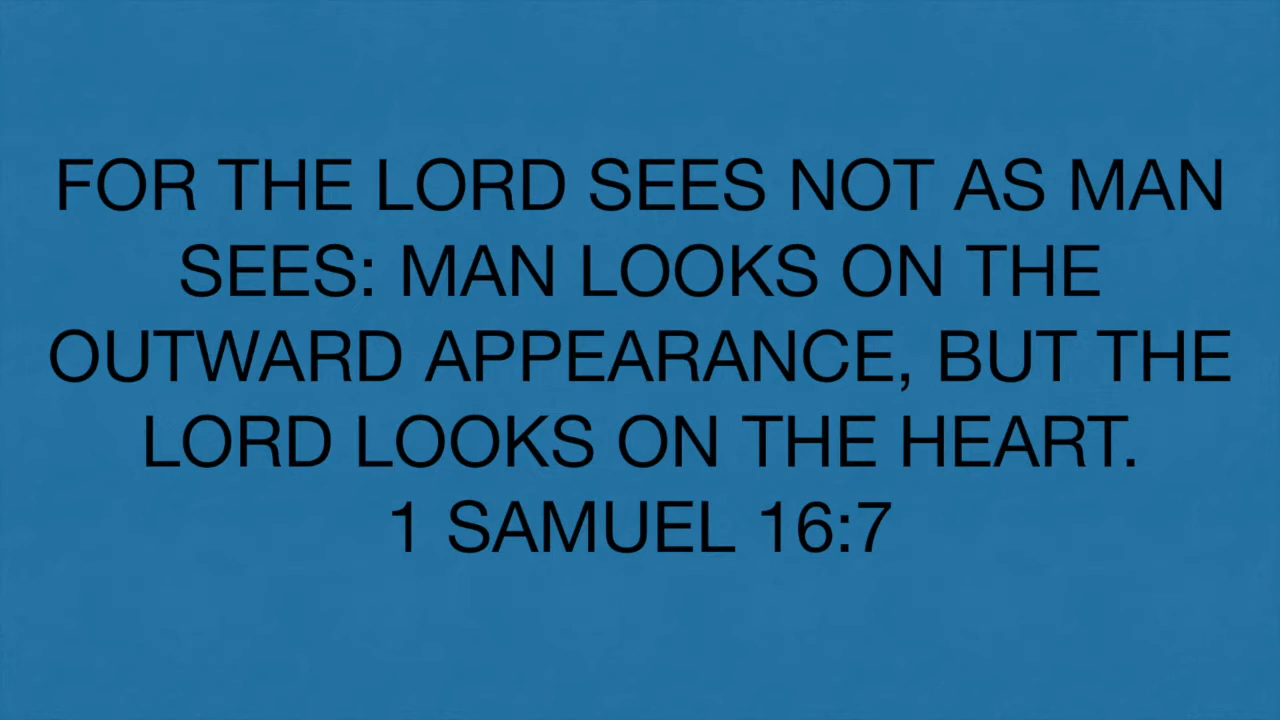 FOR THE LORD SEES NOT AS MAN
SEES: MAN LOOKS ON THE
OUTWARD APPEARANCE, BUT THE
LORD LOOKS ON THE HEART.
1 SAMUEL 16:7